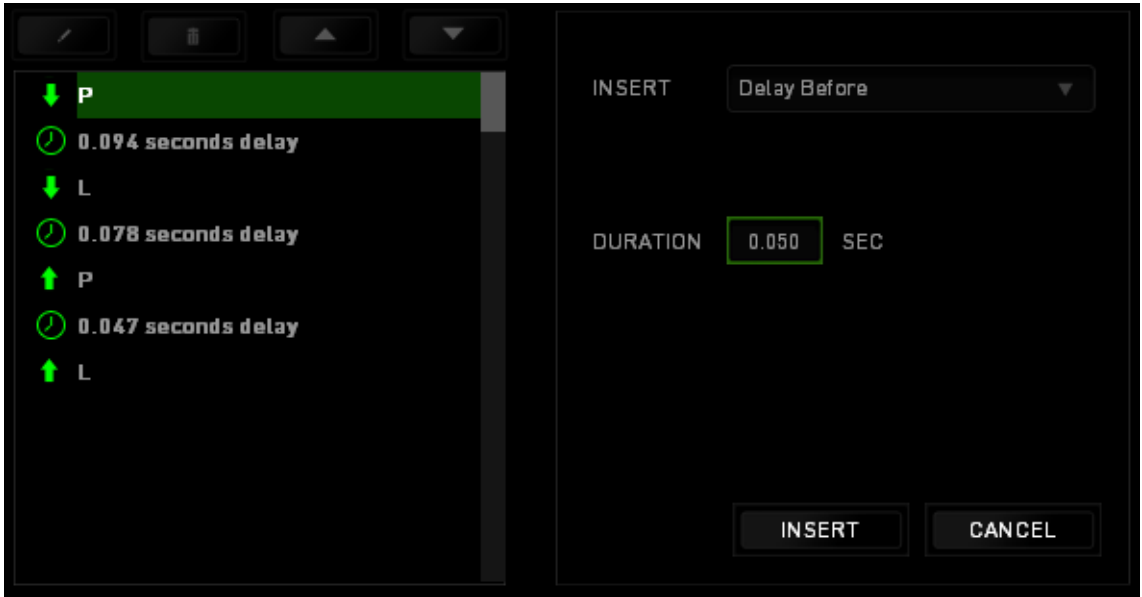 P
0.094 seconds delay
L
0.078 seconds delay
P
0.047 seconds delay
L
INSERT Delay Before
DURATION 0.050 SEC
INSERT CANCEL